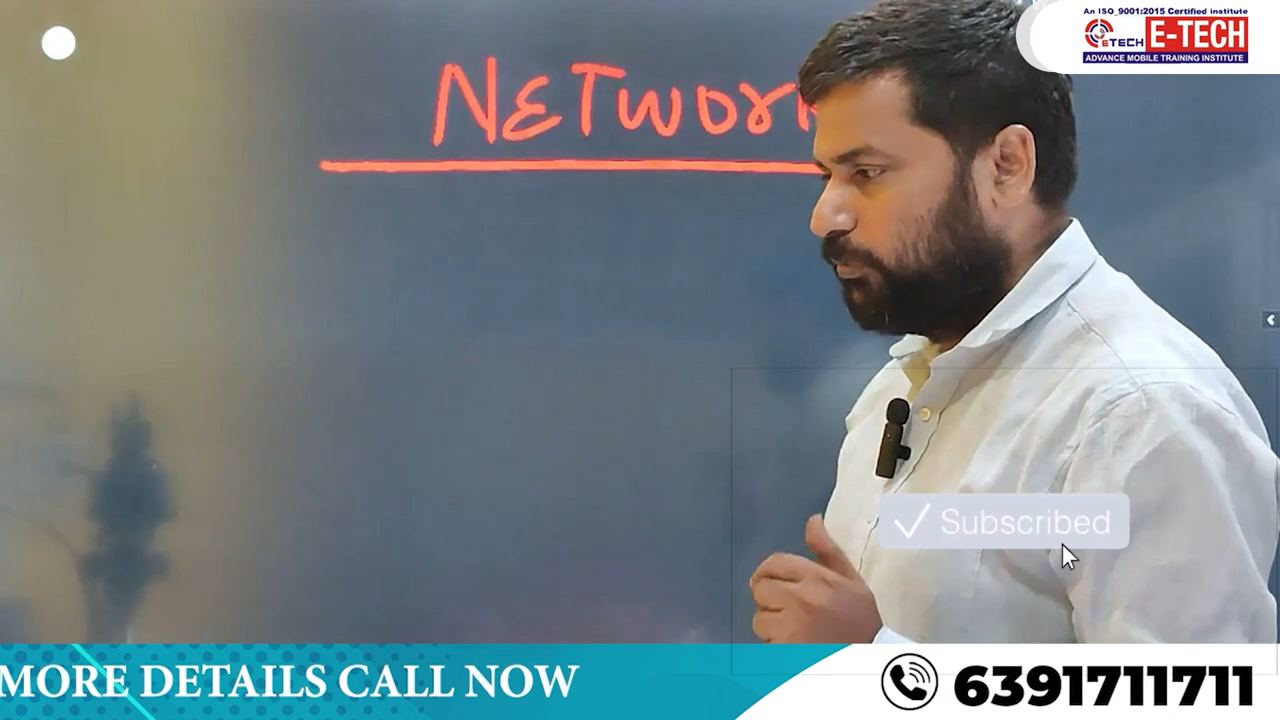 An ISO 9001:2015 Certified institute
eTECH E-TECH
ADVANCE MOBILE TRAINING INSTITUTE
NETWORK
Subscribed
MORE DETAILS CALL NOW
6391711711